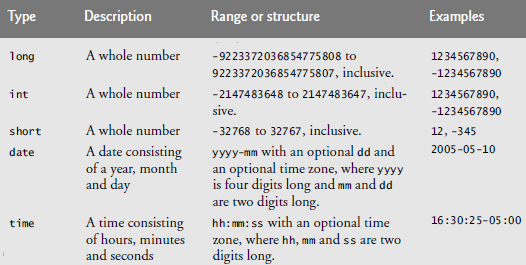 Type Description Range or structure Examples
long A whole number -9223372036854775808 to 1234567890,
9223372036854775807, inclusive. -1234567890
int A whole number -2147483648 to 2147483647, inclu- 1234567890,
sive. -1234567890
short A whole number -32768 to 32767, inclusive. 12, -345
date A date consisting yyyy-mm with an optional dd and 2005-05-10
of a year, month an optional time zone, where yyyy
and day is four digits long and mm and dd
are two digits long.
time A time consisting hh:mm:ss with an optional time 16:30:25-05:00
of hours, minutes zone, where hh, mm and ss are two
and seconds digits long.